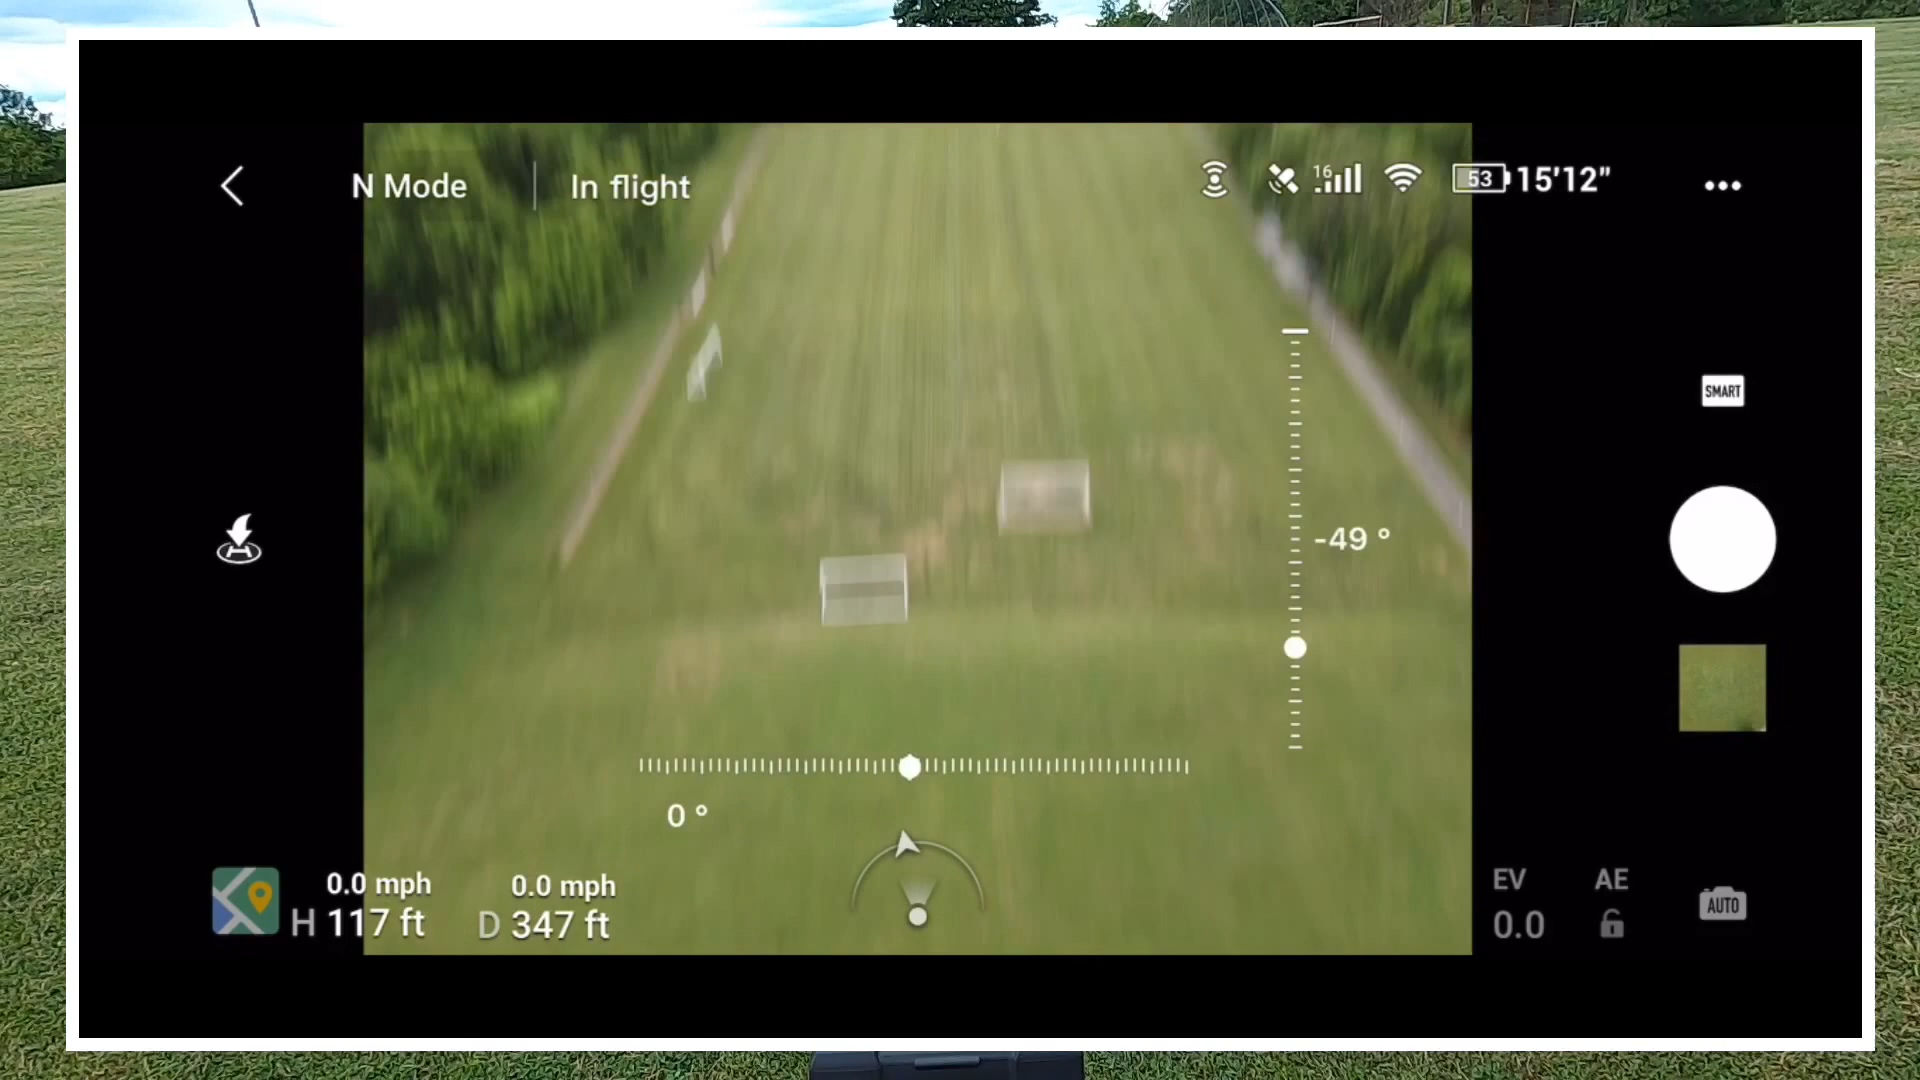 N Mode
In flight
16
53
15'12"
SMART
-49 °
0 °
0.0 mph
0.0 mph
H 117 ft
D 347 ft
EV
AE
0.0
AUTO